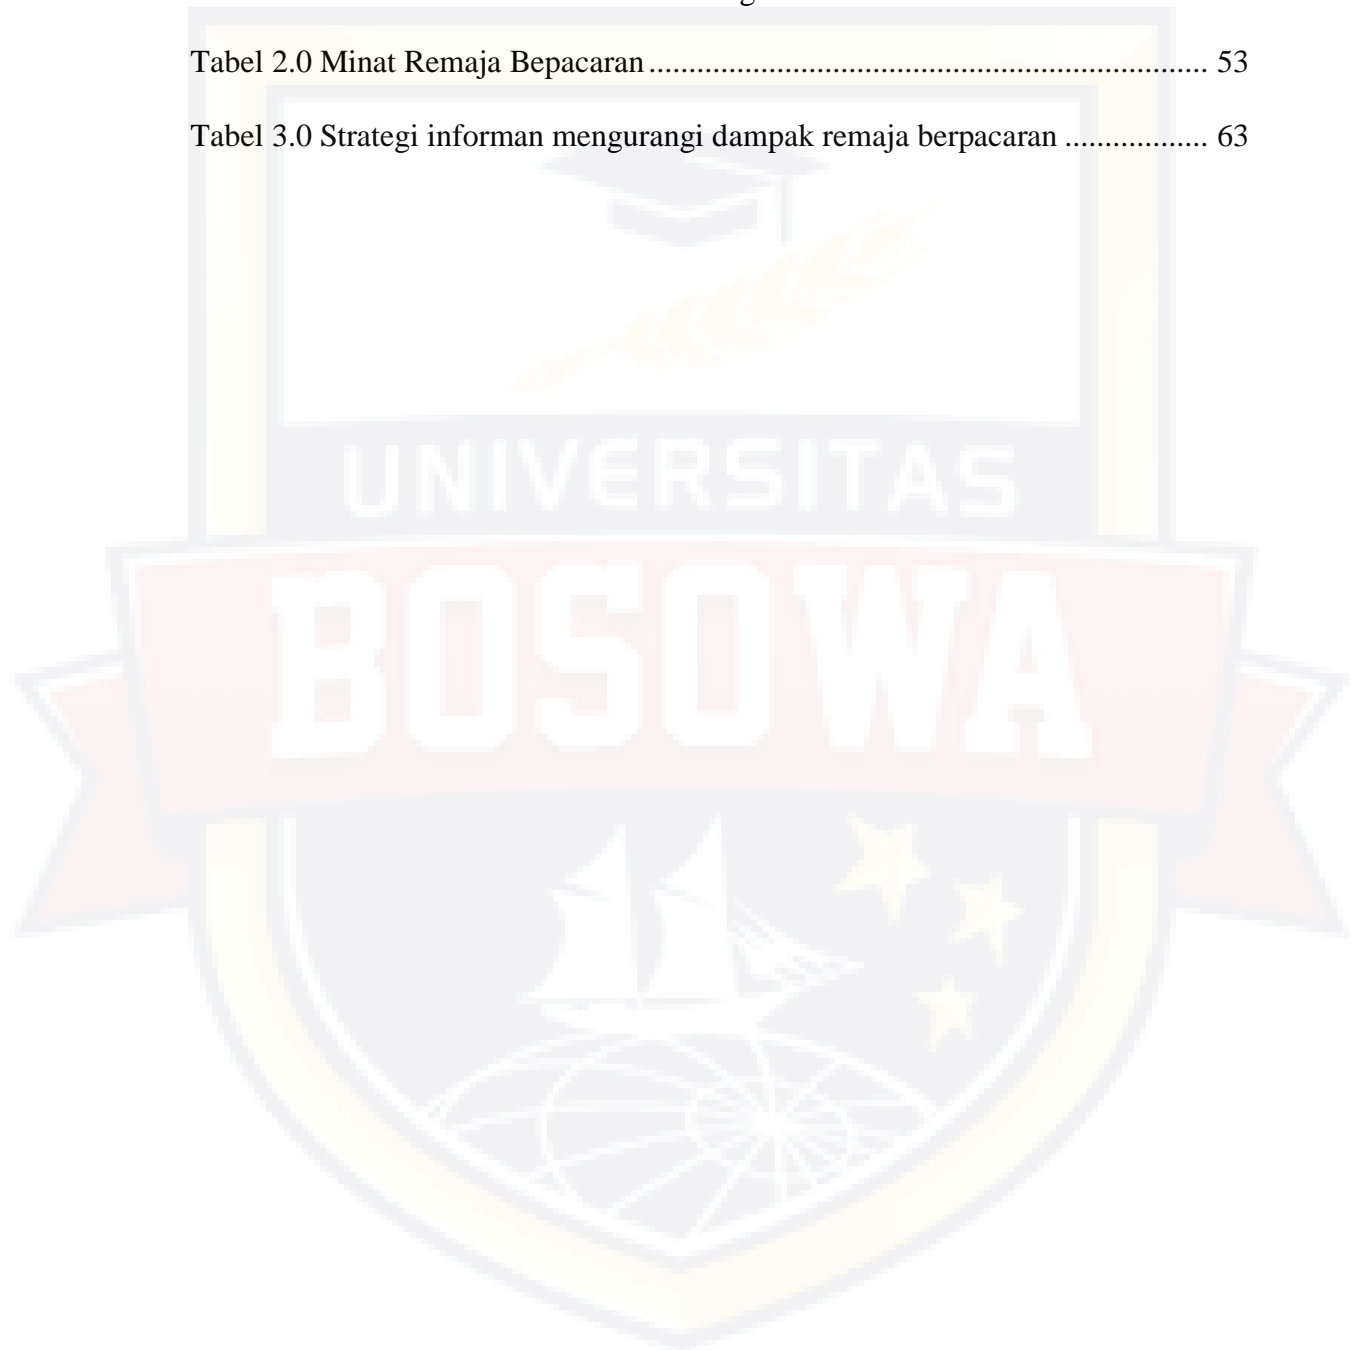 Tabel 2.0 Minat Remaja Bepacaran...................................................................... 53
Tabel 3.0 Strategi informan mengurangi dampak remaja berpacaran .................. 63
UNIVERSITAS
BOSOWA